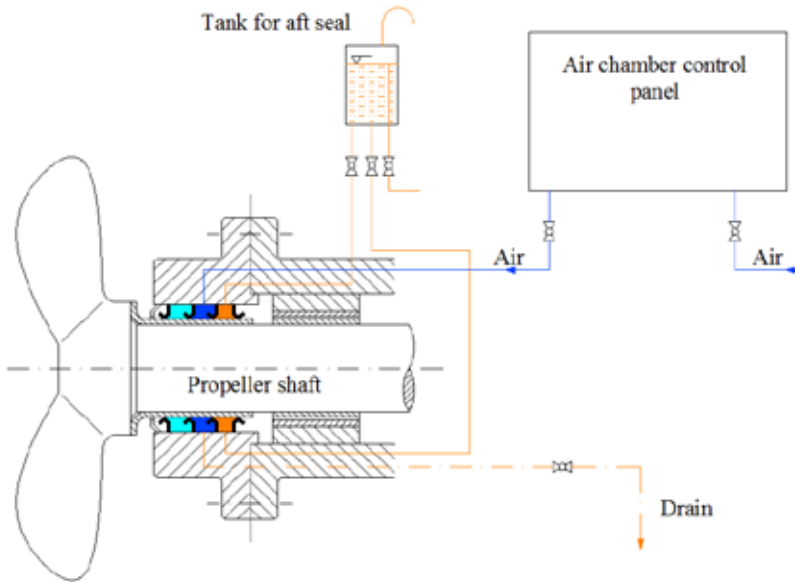 Tank for aft seal
Air chamber control
panel
Air
Air
Propeller shaft
Drain